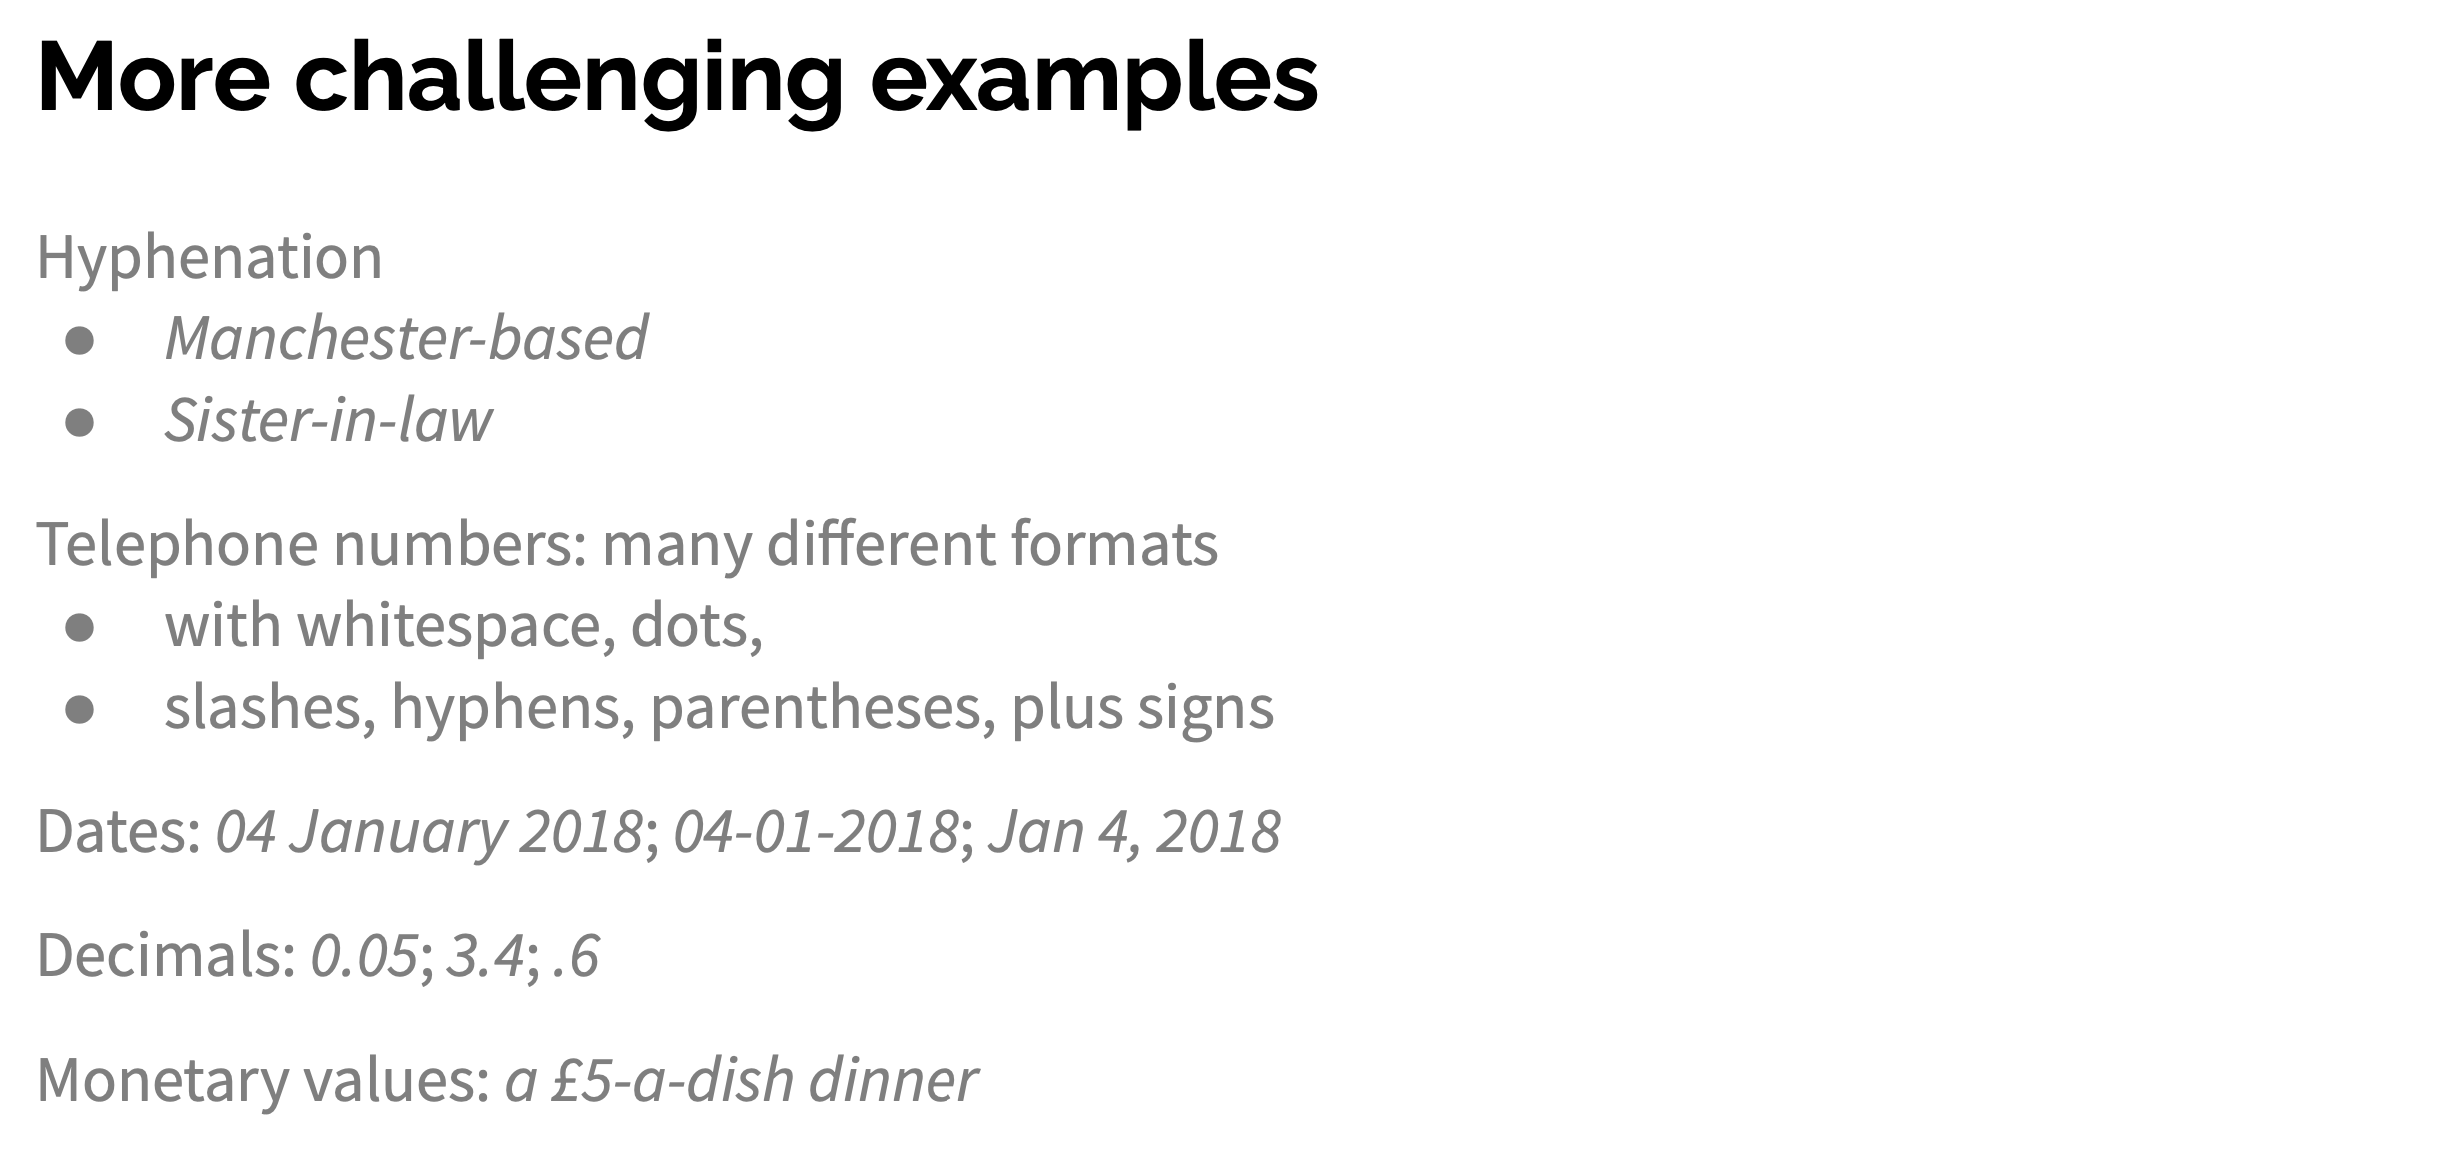 More challenging examples
Hyphenation
● Manchester-based
● Sister-in-law
Telephone numbers: many different formats
● with whitespace, dots,
● slashes, hyphens, parentheses, plus signs
Dates: 04 January 2018; 04-01-2018; Jan 4, 2018
Decimals: 0.05; 3.4; .6
Monetary values: a £5-a-dish dinner